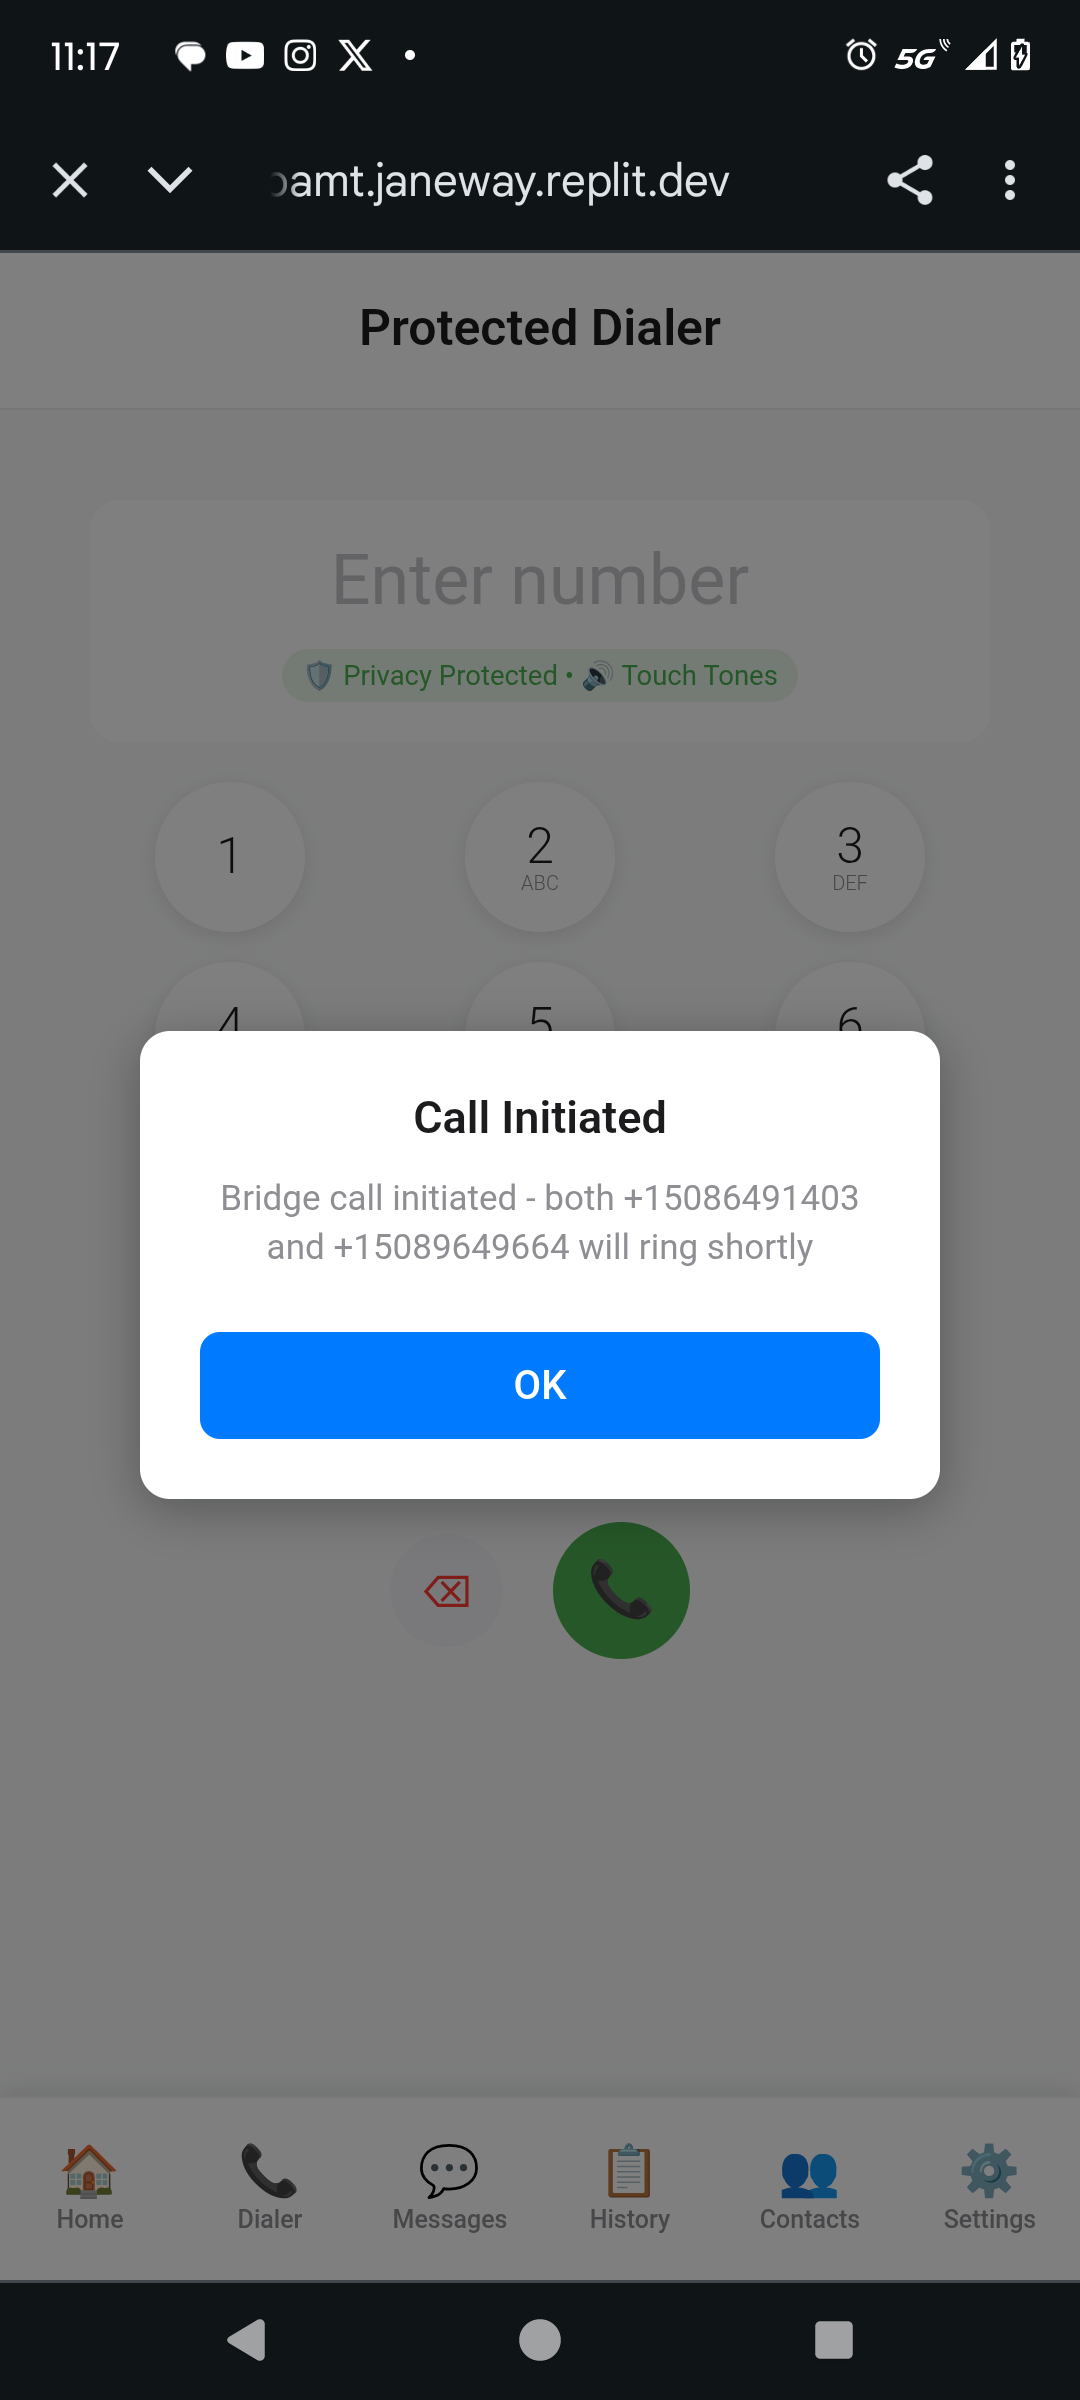 11:17
5G
amt.janeway.replit.dev
Protected Dialer
Enter number
Privacy Protected • Touch Tones
1
2
3
ABC
DEF
4
5
6
Call Initiated
Bridge call initiated - both +15086491403
and +15089649664 will ring shortly
OK
Home
Dialer
Messages
History
Contacts
Settings